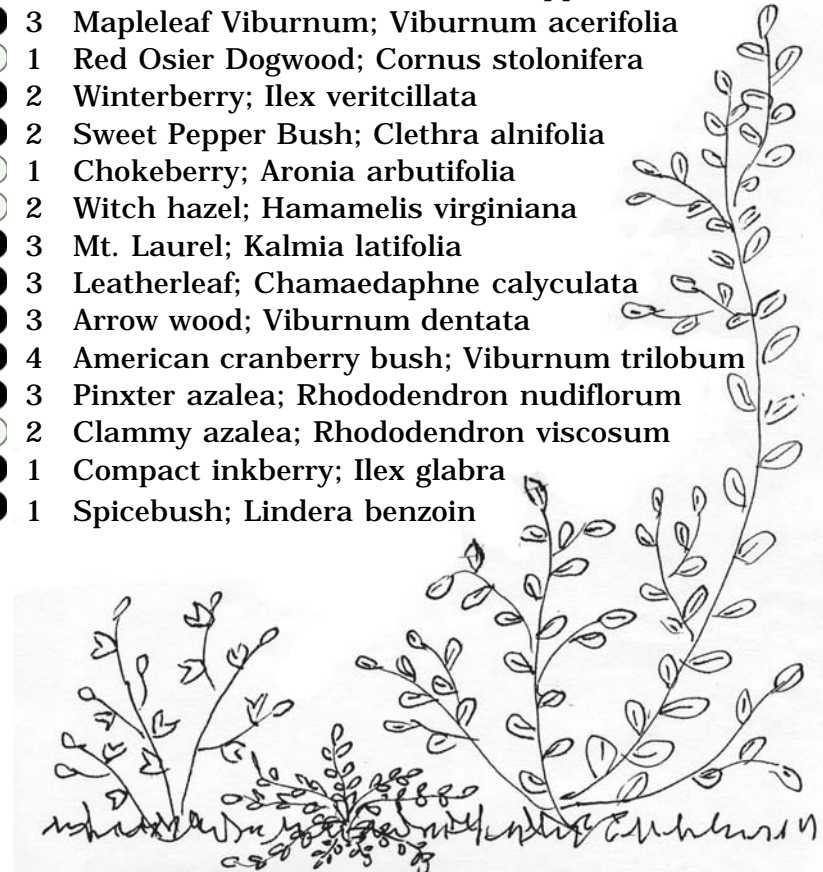 3 Mapleleaf Viburnum; Viburnum acerifolia
1 Red Osier Dogwood; Cornus stolonifera
2 Winterberry; Ilex veritcillata
2 Sweet Pepper Bush; Clethra alnifolia
1 Chokeberry; Aronia arbutifolia
2 Witch hazel; Hamamelis virginiana
3 Mt. Laurel; Kalmia latifolia
3 Leatherleaf; Chamaedaphne calyculata
3 Arrow wood; Viburnum dentata
4 American cranberry bush; Viburnum trilobum
3 Pinxter azalea; Rhododendron nudiflorum
2 Clammy azalea; Rhododendron viscosum
1 Compact inkberry; Ilex glabra
1 Spicebush; Lindera benzoin